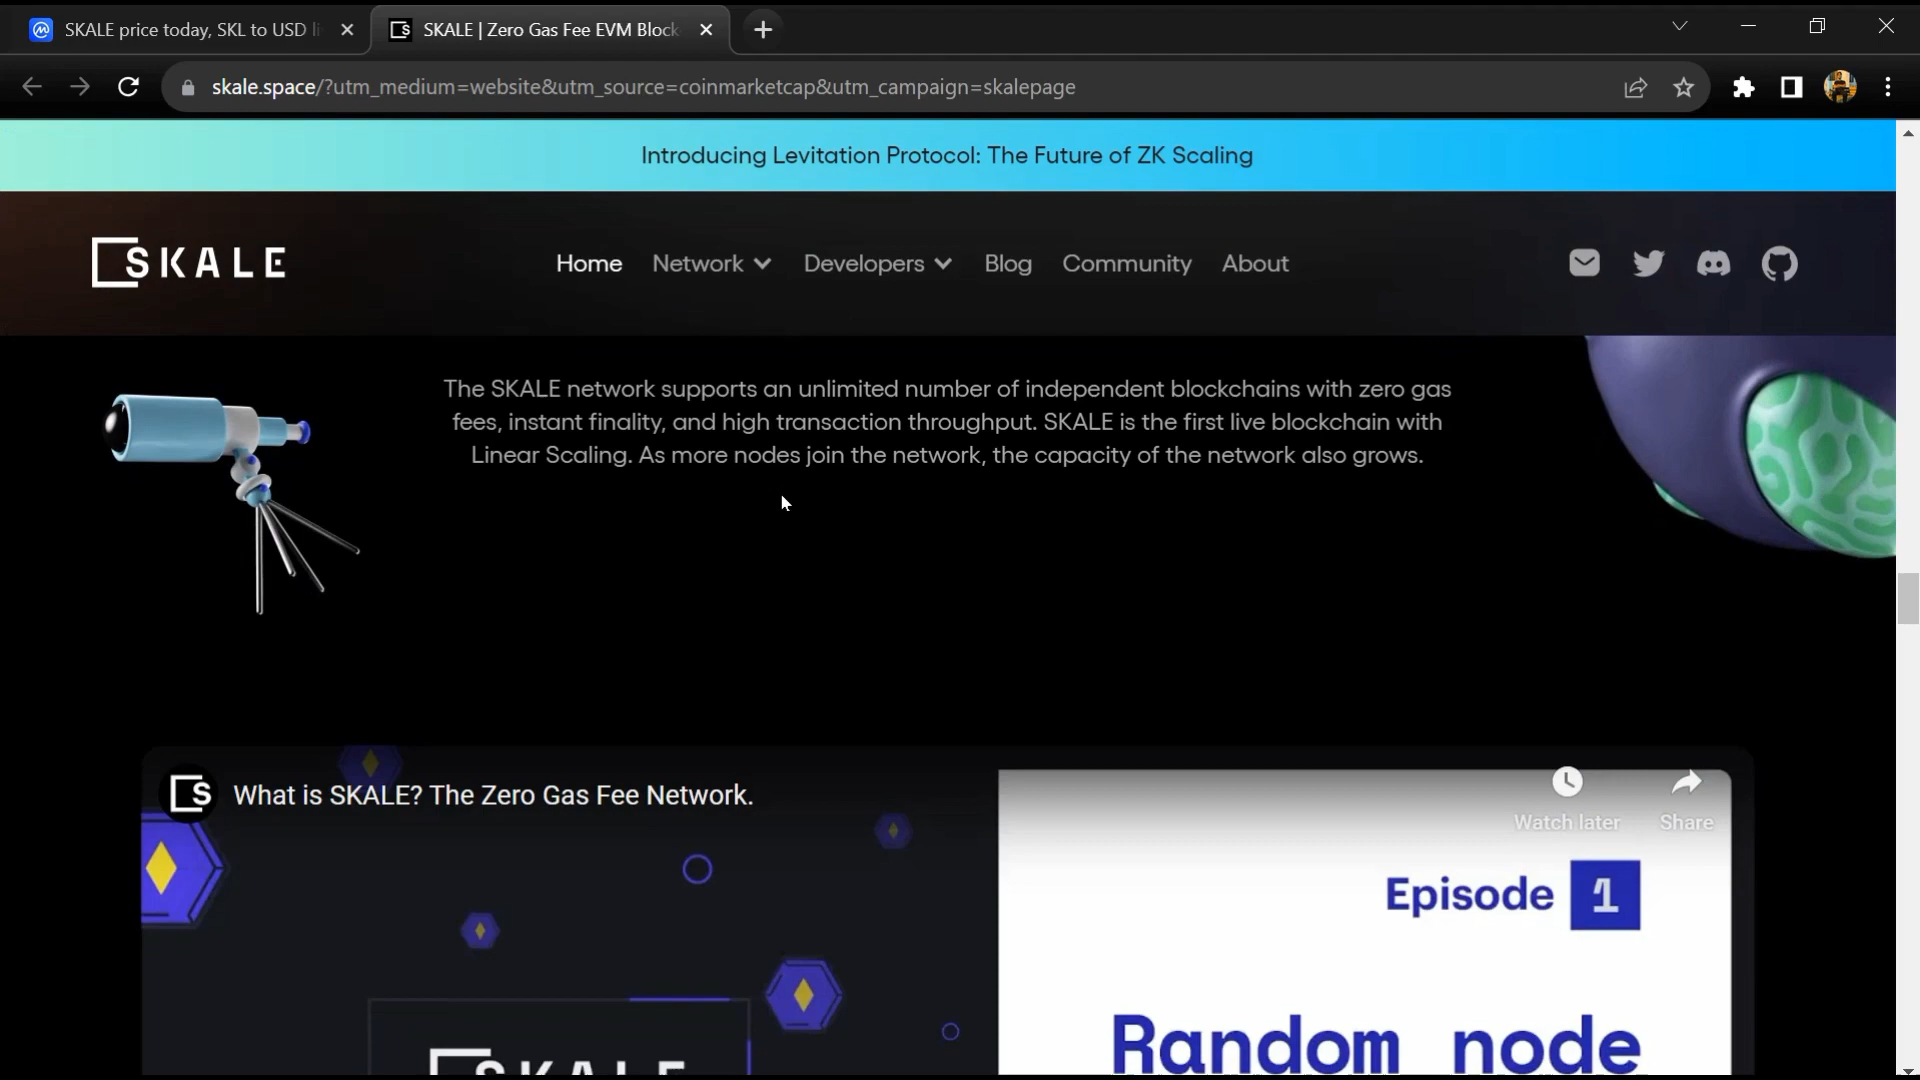 SKALE price today, SKL to USD li
SKALE | Zero Gas Fee EVM Block
skale.space/?utm_medium=website&utm_source=coinmarketcap&utm_campaign=skalepage
Introducing Levitation Protocol: The Future of ZK Scaling
SKALE
Home
Network
Developers
Blog
Community
About
The SKALE network supports an unlimited number of independent blockchains with zero gas
fees, instant finality, and high transaction throughput. SKALE is the first live blockchain with
Linear Scaling. As more nodes join the network, the capacity of the network also grows.
What is SKALE? The Zero Gas Fee Network.
Watch later
Share
Episode 1
Random node
SKALE